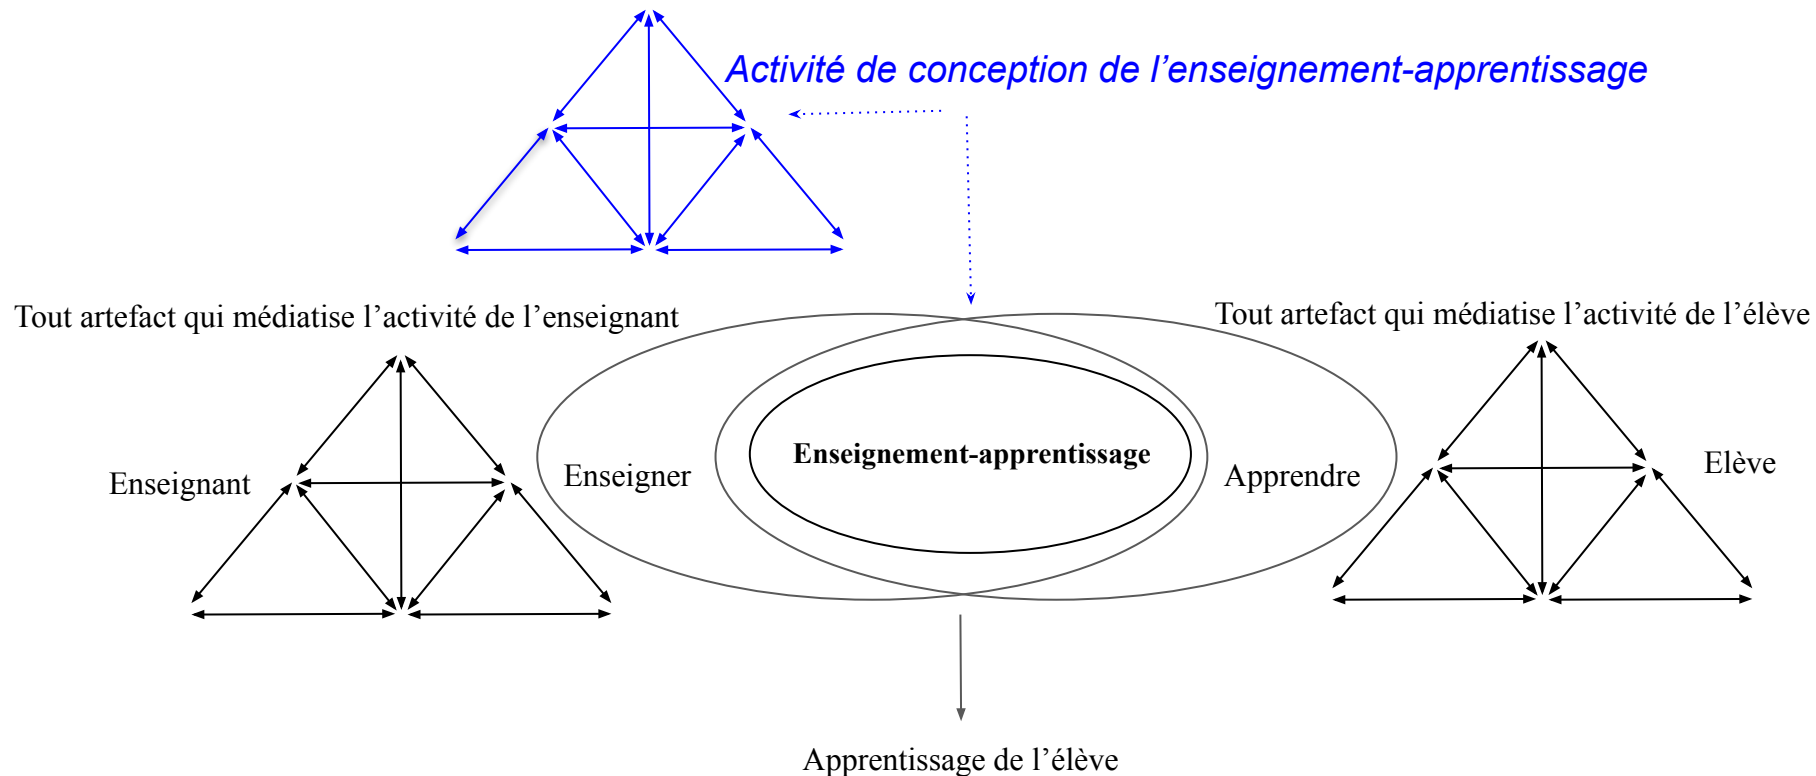 Activité de conception de l’enseignement-apprentissage
Tout artefact qui médiatise l’activité de l’enseignant
Tout artefact qui médiatise l’activité de l’élève
Enseignant
Enseigner
Enseignement-apprentissage
Apprendre
Elève
Apprentissage de l’élève